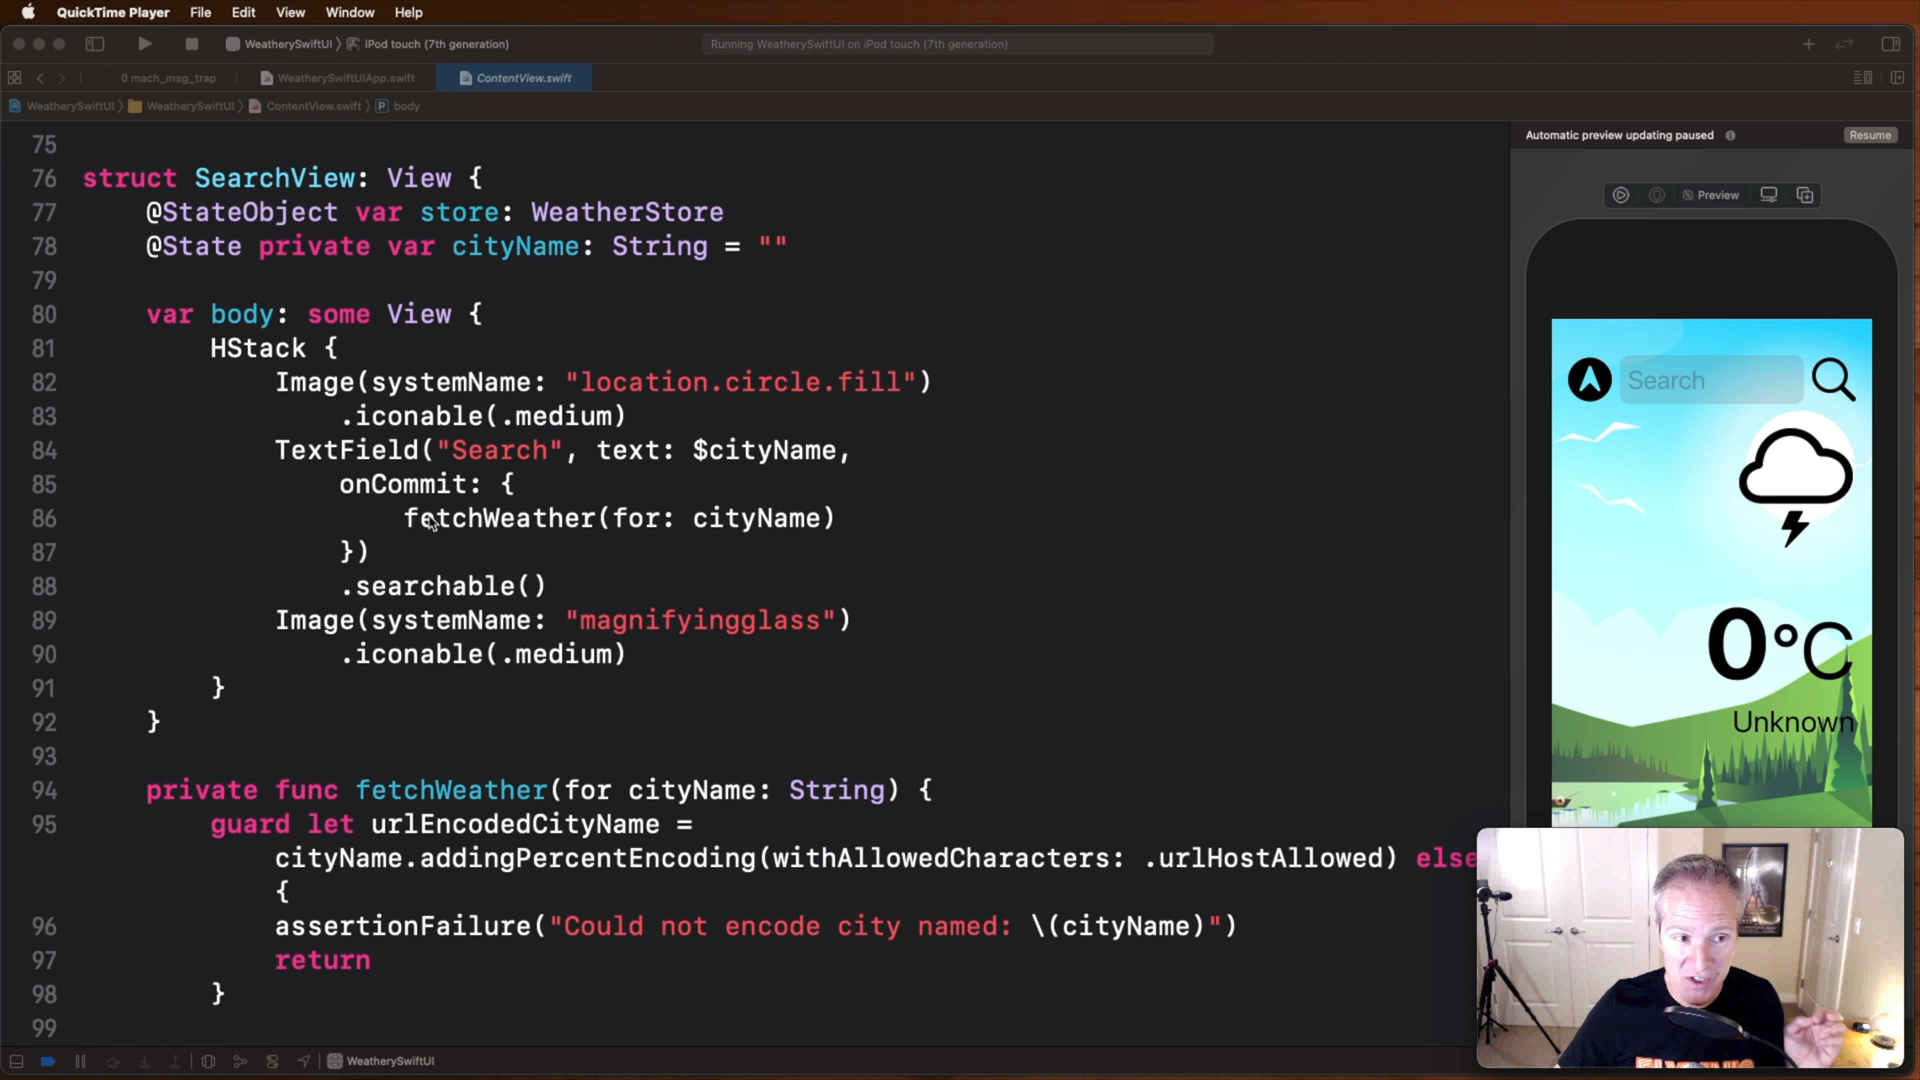 QuickTime Player File Edit View Window Help
WeatherySwiftUI iPod touch (7th generation) Running WeatherySwiftUI on iPod touch (7th generation)
0 mach_msg_trap WeatherySwiftUIApp.swift ContentView.swift
WeatherySwiftUI WeatherySwiftUI ContentView.swift P body
Automatic preview updating paused Resume
Preview
75
76 struct SearchView: View {
77 @StateObject var store: WeatherStore
78 @State private var cityName: String = ""
79
80 var body: some View {
81 HStack {
82 Image(systemName: "location.circle.fill")
83 .iconable(.medium)
84 TextField("Search", text: $cityName,
85 onCommit: {
86 fetchWeather(for: cityName)
87 })
88 .searchable()
89 Image(systemName: "magnifyingglass")
90 .iconable(.medium)
91 }
92 }
93
94 private func fetchWeather(for cityName: String) {
95 guard let urlEncodedCityName =
cityName.addingPercentEncoding(withAllowedCharacters: .urlHostAllowed) else
{
96 assertionFailure("Could not encode city named: \(cityName)")
97 return
98 }
99
Search
0°C
Unknown
WeatherySwiftUI